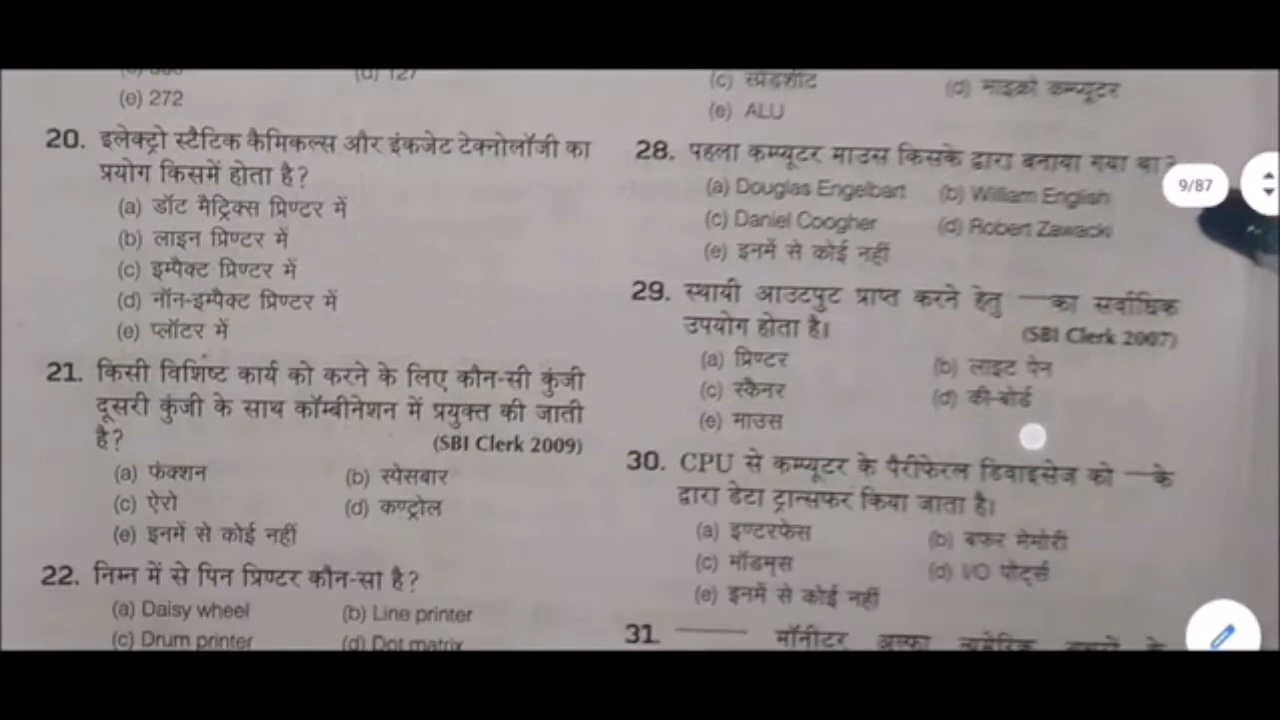 (d) 127
(e) 272
20. इलेक्ट्रो स्टैटिक कैमिकल्स और इंकजेट टेक्नोलॉजी का
प्रयोग किसमें होता है?
(a) डॉट मैट्रिक्स प्रिण्टर में
(b) लाइन प्रिण्टर में
(c) इम्पैक्ट प्रिण्टर में
(d) नॉन-इम्पैक्ट प्रिण्टर में
(e) प्लॉटर में
21. किसी विशिष्ट कार्य को करने के लिए कौन-सी कुंजी
दूसरी कुंजी के साथ कॉम्बीनेशन में प्रयुक्त की जाती
है? (SBI Clerk 2009)
(a) फंक्शन (b) स्पेसबार
(c) ऐरो (d) कण्ट्रोल
(e) इनमें से कोई नहीं
22. निम्न में से पिन प्रिण्टर कौन-सा है?
(a) Daisy wheel (b) Line printer
(c) Drum printer (d) Dot matrix
(c) स्प्रेडशीट (d) माइक्रो कम्प्यूटर
(e) ALU
28. पहला कम्प्यूटर माउस किसके द्वारा बनाया गया था?
(a) Douglas Engelbart (b) William English
(c) Daniel Coogher (d) Robert Zawacki
(e) इनमें से कोई नहीं
29. स्थायी आउटपुट प्राप्त करने हेतु —का सर्वाधिक
उपयोग होता है। (SBI Clerk 2007)
(a) प्रिण्टर (b) लाइट पेन
(c) स्कैनर (d) की-बोर्ड
(e) माउस
30. CPU से कम्प्यूटर के पैरीफेरल डिवाइसेज को —के
द्वारा डेटा ट्रान्सफर किया जाता है।
(a) इण्टरफेस (b) बफर मेमोरी
(c) मॉडम्स (d) I/O पोर्ट्स
(e) इनमें से कोई नहीं
31. —— मॉनीटर
9/87